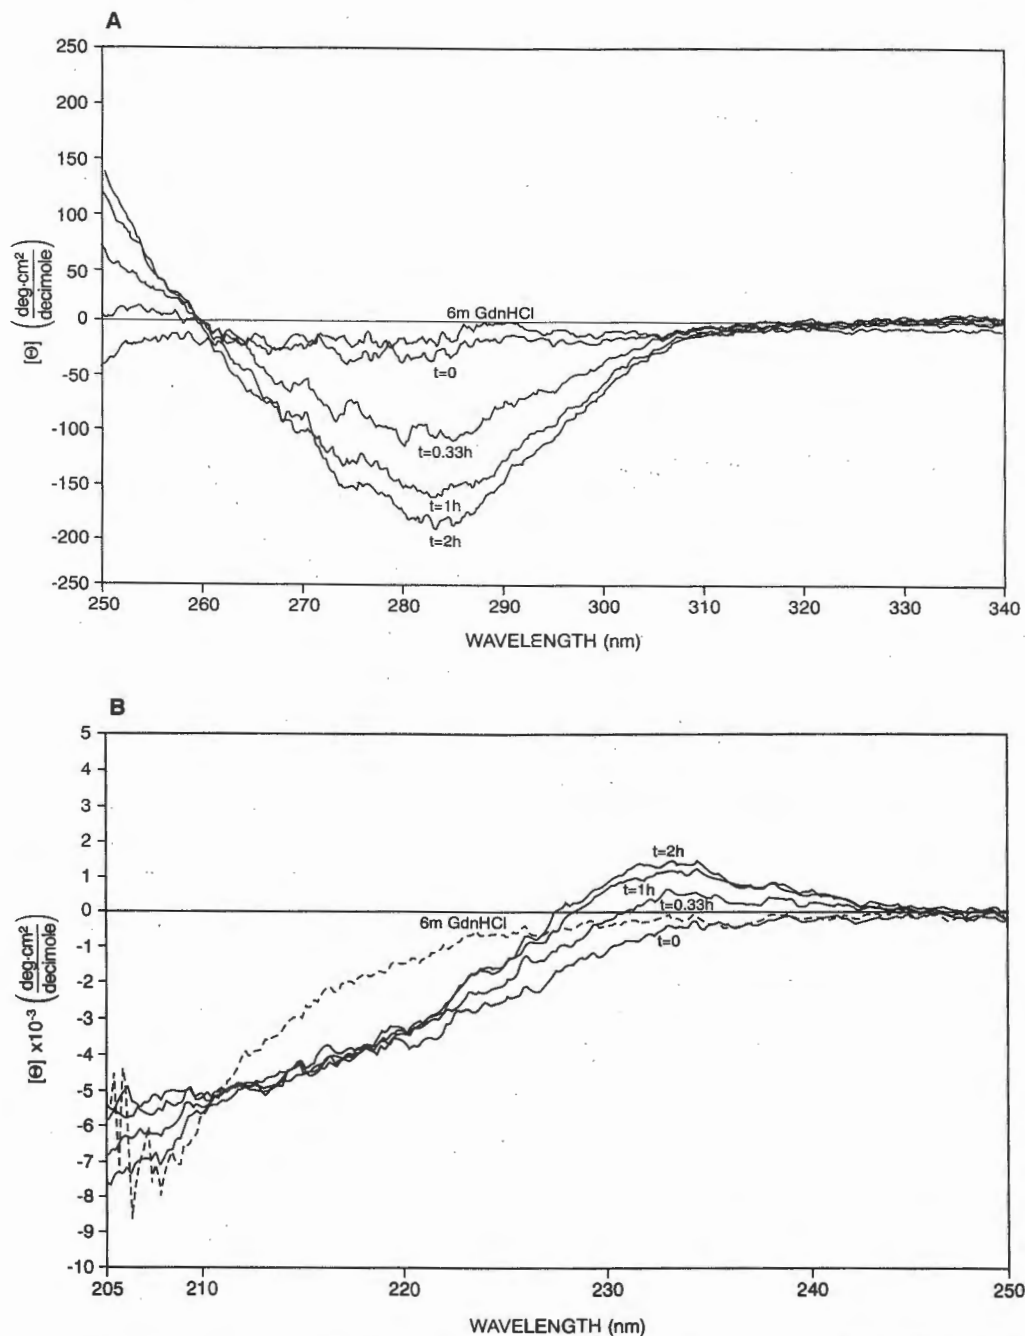 A
250
200
150
100
50
0
-50
-100
-150
-200
-250
[Θ] (deg·cm²/decimole)
6m GdnHCl
t=0
t=0.33h
t=1h
t=2h
250 260 270 280 290 300 310 320 330 340
WAVELENGTH (nm)
B
5
4
3
2
1
0
-1
-2
-3
-4
-5
-6
-7
-8
-9
-10
[Θ] x10⁻³ (deg·cm²/decimole)
t=2h
t=1h
t=0.33h
6m GdnHCl
t=0
205 210 220 230 240 250
WAVELENGTH (nm)